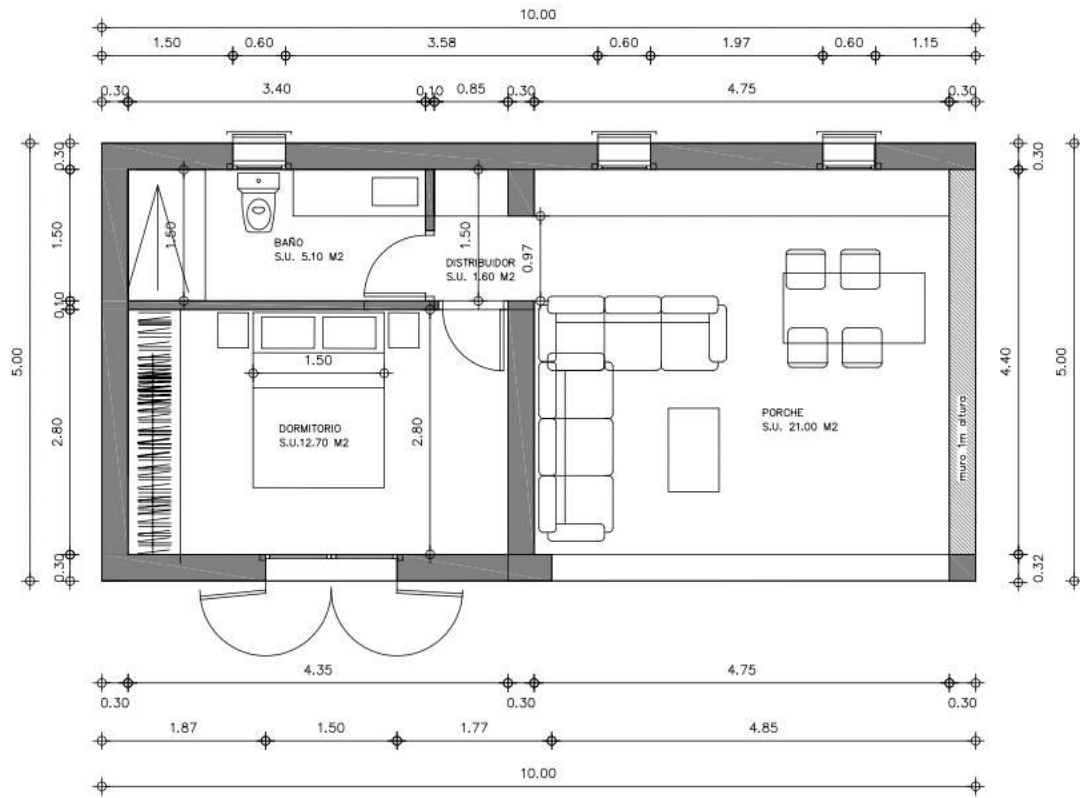 10.00
1.50 0.60 3.58 0.60 1.97 0.60 1.15
0.30 3.40 0.10 0.85 0.30 4.75 0.30
0.30
0.30
1.50
1.50
1.50
BAÑO
S.U. 5.10 M2
DISTRIBUIDOR
S.U. 1.60 M2
0.97
0.10
5.00
4.40
5.00
1.50
2.80
DORMITORIO
S.U.12.70 M2
2.80
PORCHE
S.U. 21.00 M2
muro 1m altura
0.30
0.32
4.35 4.75
0.30 0.30 0.30
1.87 1.50 1.77 4.85
10.00